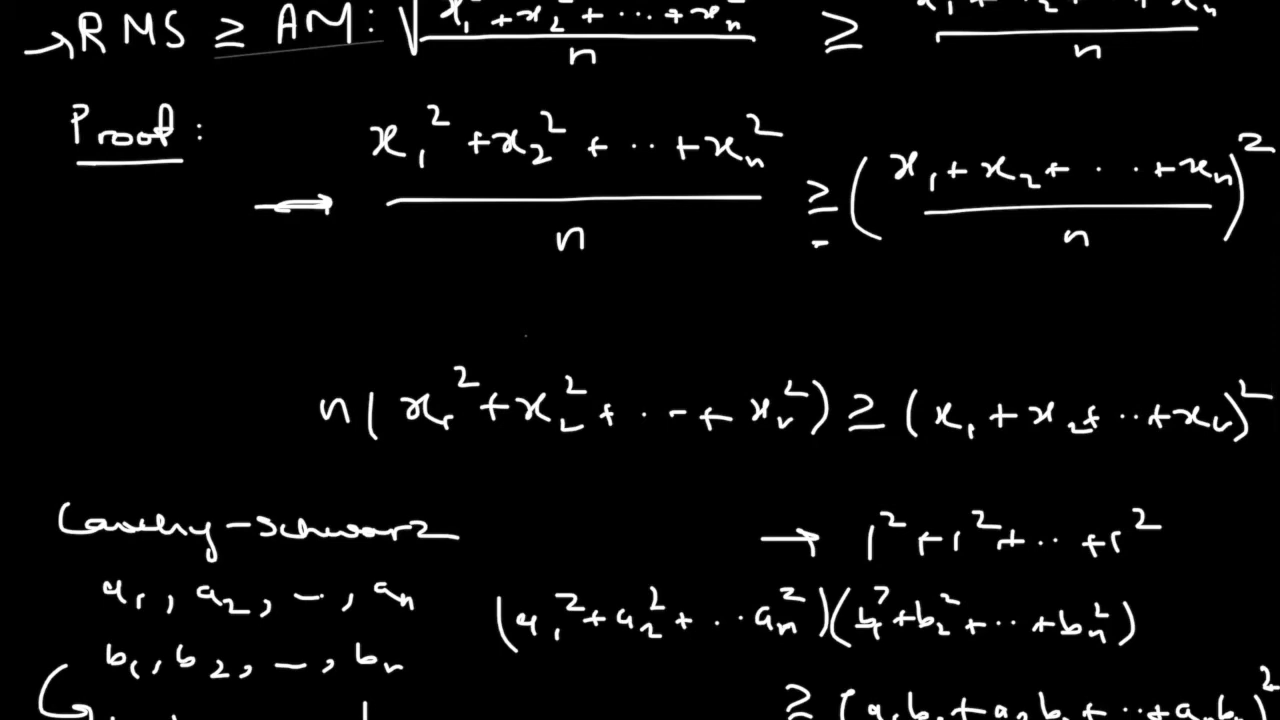 →RMS ≥ AM: √(x₁²+x₂²+···+xₙ²)/n ≥ (x₁+x₂+···+xₙ)/n
Proof:
→ (x₁²+x₂²+··+xₙ²)/n ≥ ((x₁+x₂+··+xₙ)/n)²
n(x₁²+x₂²+··-+xₙ²) ≥ (x₁+x₂+··+xₙ)²
Cauchy-Schwarz
→ 1²+1²+··+1²
a₁, a₂, –, aₙ
(a₁²+a₂²+··aₙ²)(b₁²+b₂²+··+bₙ²)
b₁, b₂, –, bₙ
≥ (a₁b₁+a₂b₂+··+aₙbₙ)²